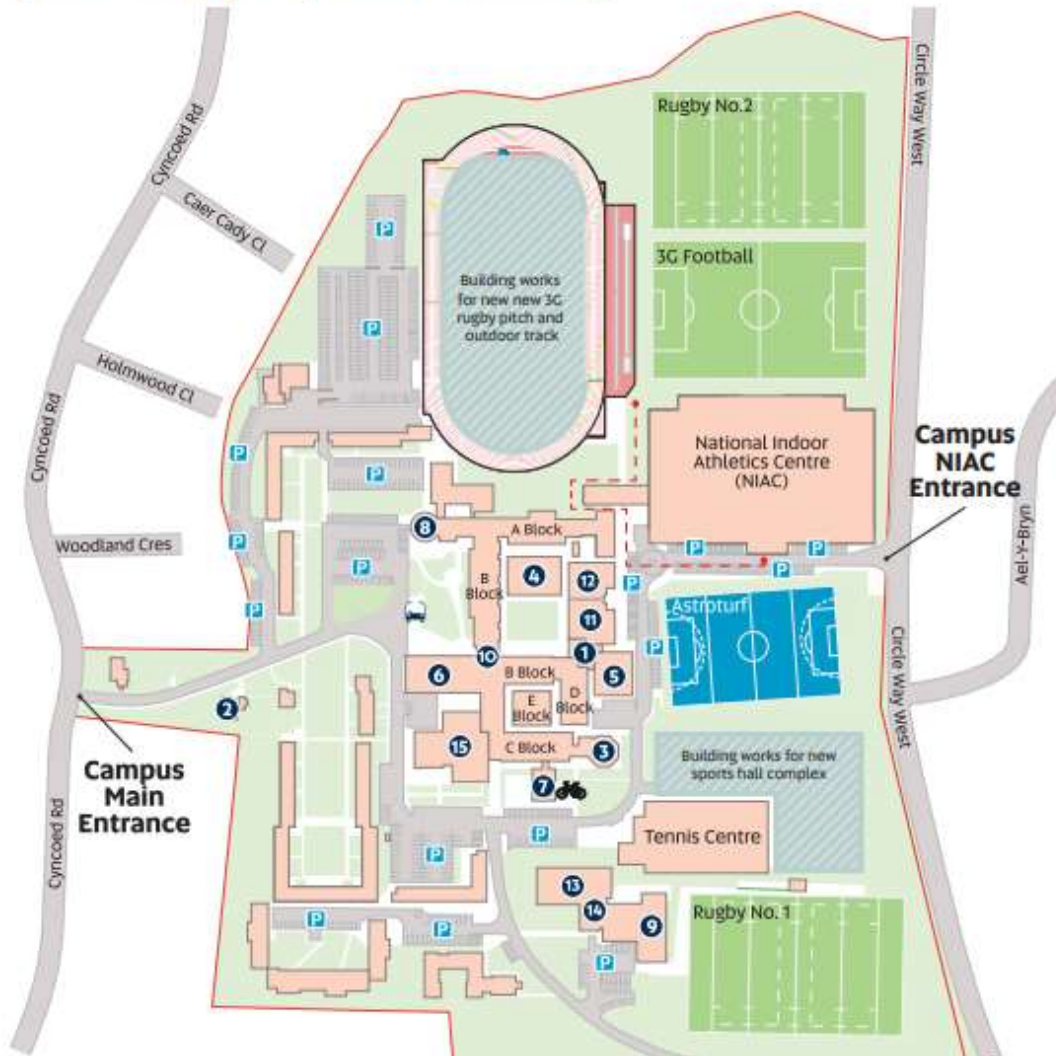 Cyncoed Rd
Circle Way West
Rugby No.2
Caer Cady Cl
3G Football
P
Building works
for new new 3G
rugby pitch and
outdoor track
P
Holmwood Cl
Cyncoed Rd
National Indoor
Athletics Centre
(NIAC)
Campus
NIAC
Entrance
P
P
8
A Block
Woodland Cres
P
P
P
P
P
Ael-Y-Bryn
B
Block
4
12
P
P
Astroturf
11
10
1
P
6
B Block
5
D
Block
E
Block
2
Circle Way West
15
C Block
3
Building works for new
sports hall complex
Campus
Main
Entrance
7
P
Tennis Centre
P
Cyncoed Rd
13
14
9
Rugby No. 1
P
P
P